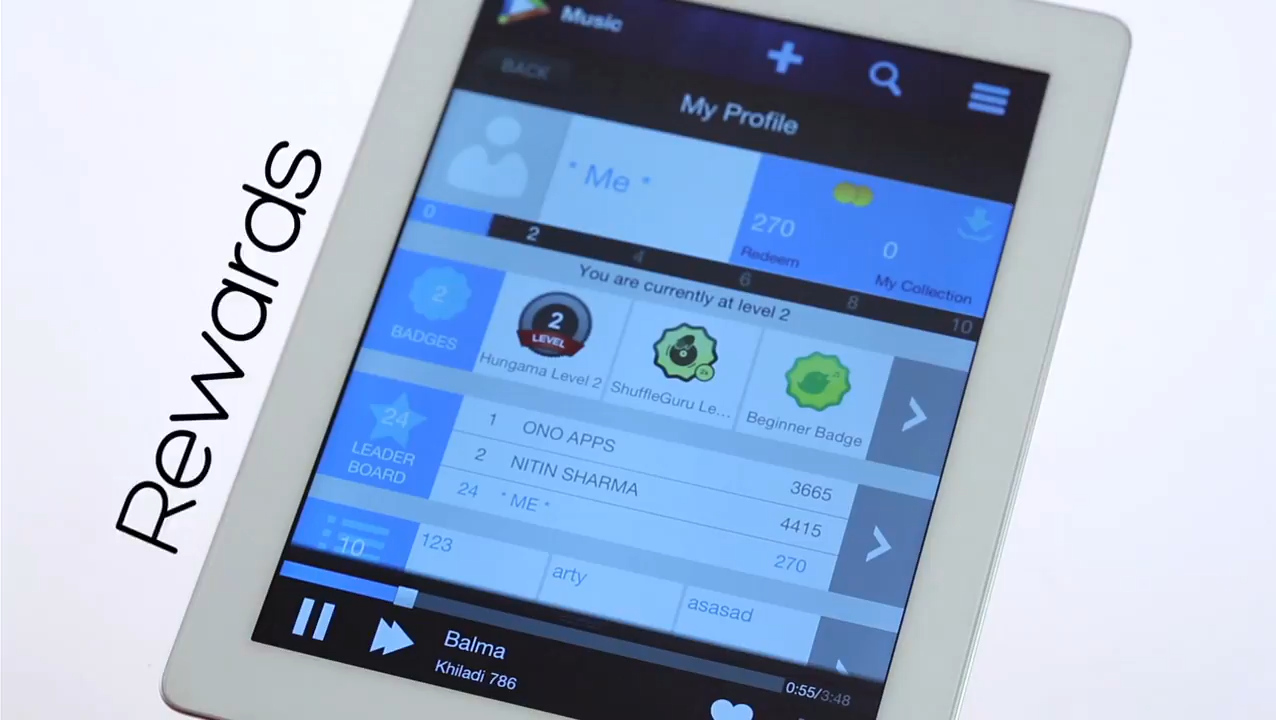 Rewards
Music
BACK
My Profile
* Me *
270
Redeem
0
My Collection
0 2 4 6 8 10
You are currently at level 2
2
BADGES
2
LEVEL
Hungama Level 2
ShuffleGuru Le...
Beginner Badge
24
LEADER
BOARD
1 ONO APPS 3665
2 NITIN SHARMA 4415
24 * ME * 270
10
123
arty
asasad
Balma
Khiladi 786
0:55/3:48